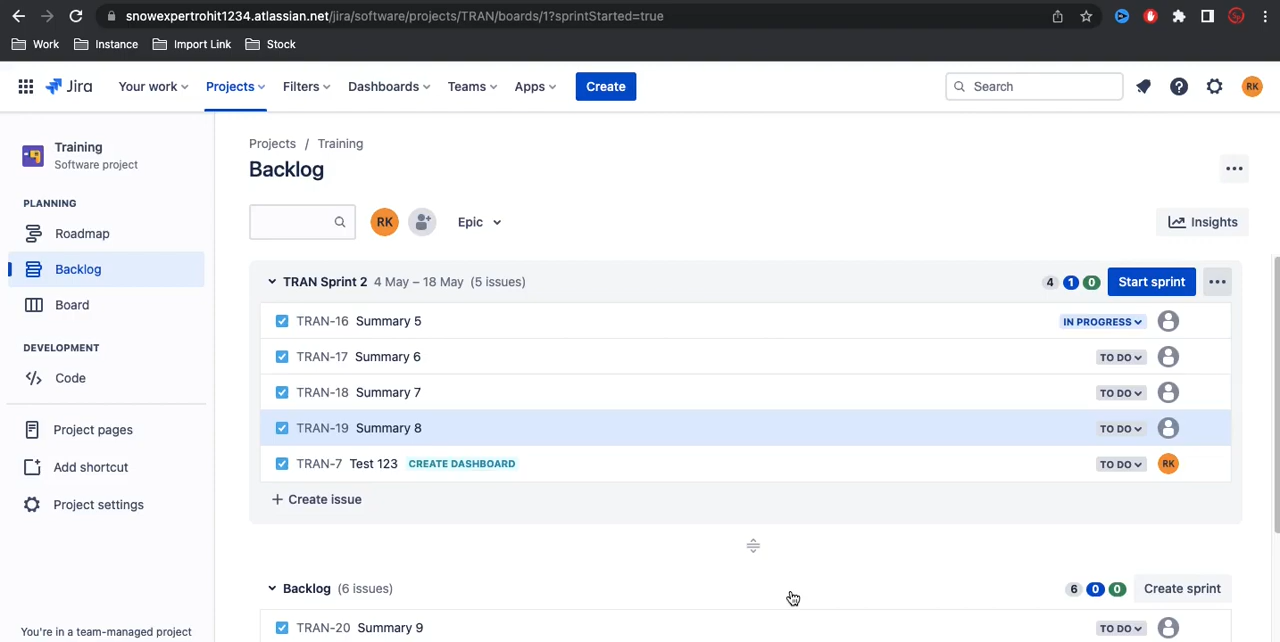 snowexpertrohit1234.atlassian.net/jira/software/projects/TRAN/boards/1?sprintStarted=true
Work Instance Import Link Stock
Jira Your work Projects Filters Dashboards Teams Apps Create Search RK
Training
Software project
PLANNING
Roadmap
Backlog
Board
DEVELOPMENT
Code
Project pages
Add shortcut
Project settings
You're in a team-managed project
Projects / Training
Backlog
RK Epic Insights
TRAN Sprint 2 4 May – 18 May (5 issues) 4 1 0 Start sprint
TRAN-16 Summary 5 IN PROGRESS
TRAN-17 Summary 6 TO DO
TRAN-18 Summary 7 TO DO
TRAN-19 Summary 8 TO DO
TRAN-7 Test 123 CREATE DASHBOARD TO DO RK
+ Create issue
Backlog (6 issues) 6 0 0 Create sprint
TRAN-20 Summary 9 TO DO